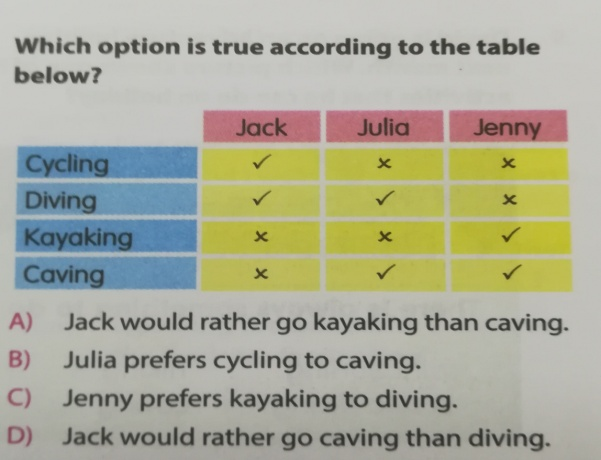 Which option is true according to the table
below?
Jack Julia Jenny
Cycling ✓ × ×
Diving ✓ ✓ ×
Kayaking × × ✓
Caving × ✓ ✓
A) Jack would rather go kayaking than caving.
B) Julia prefers cycling to caving.
C) Jenny prefers kayaking to diving.
D) Jack would rather go caving than diving.